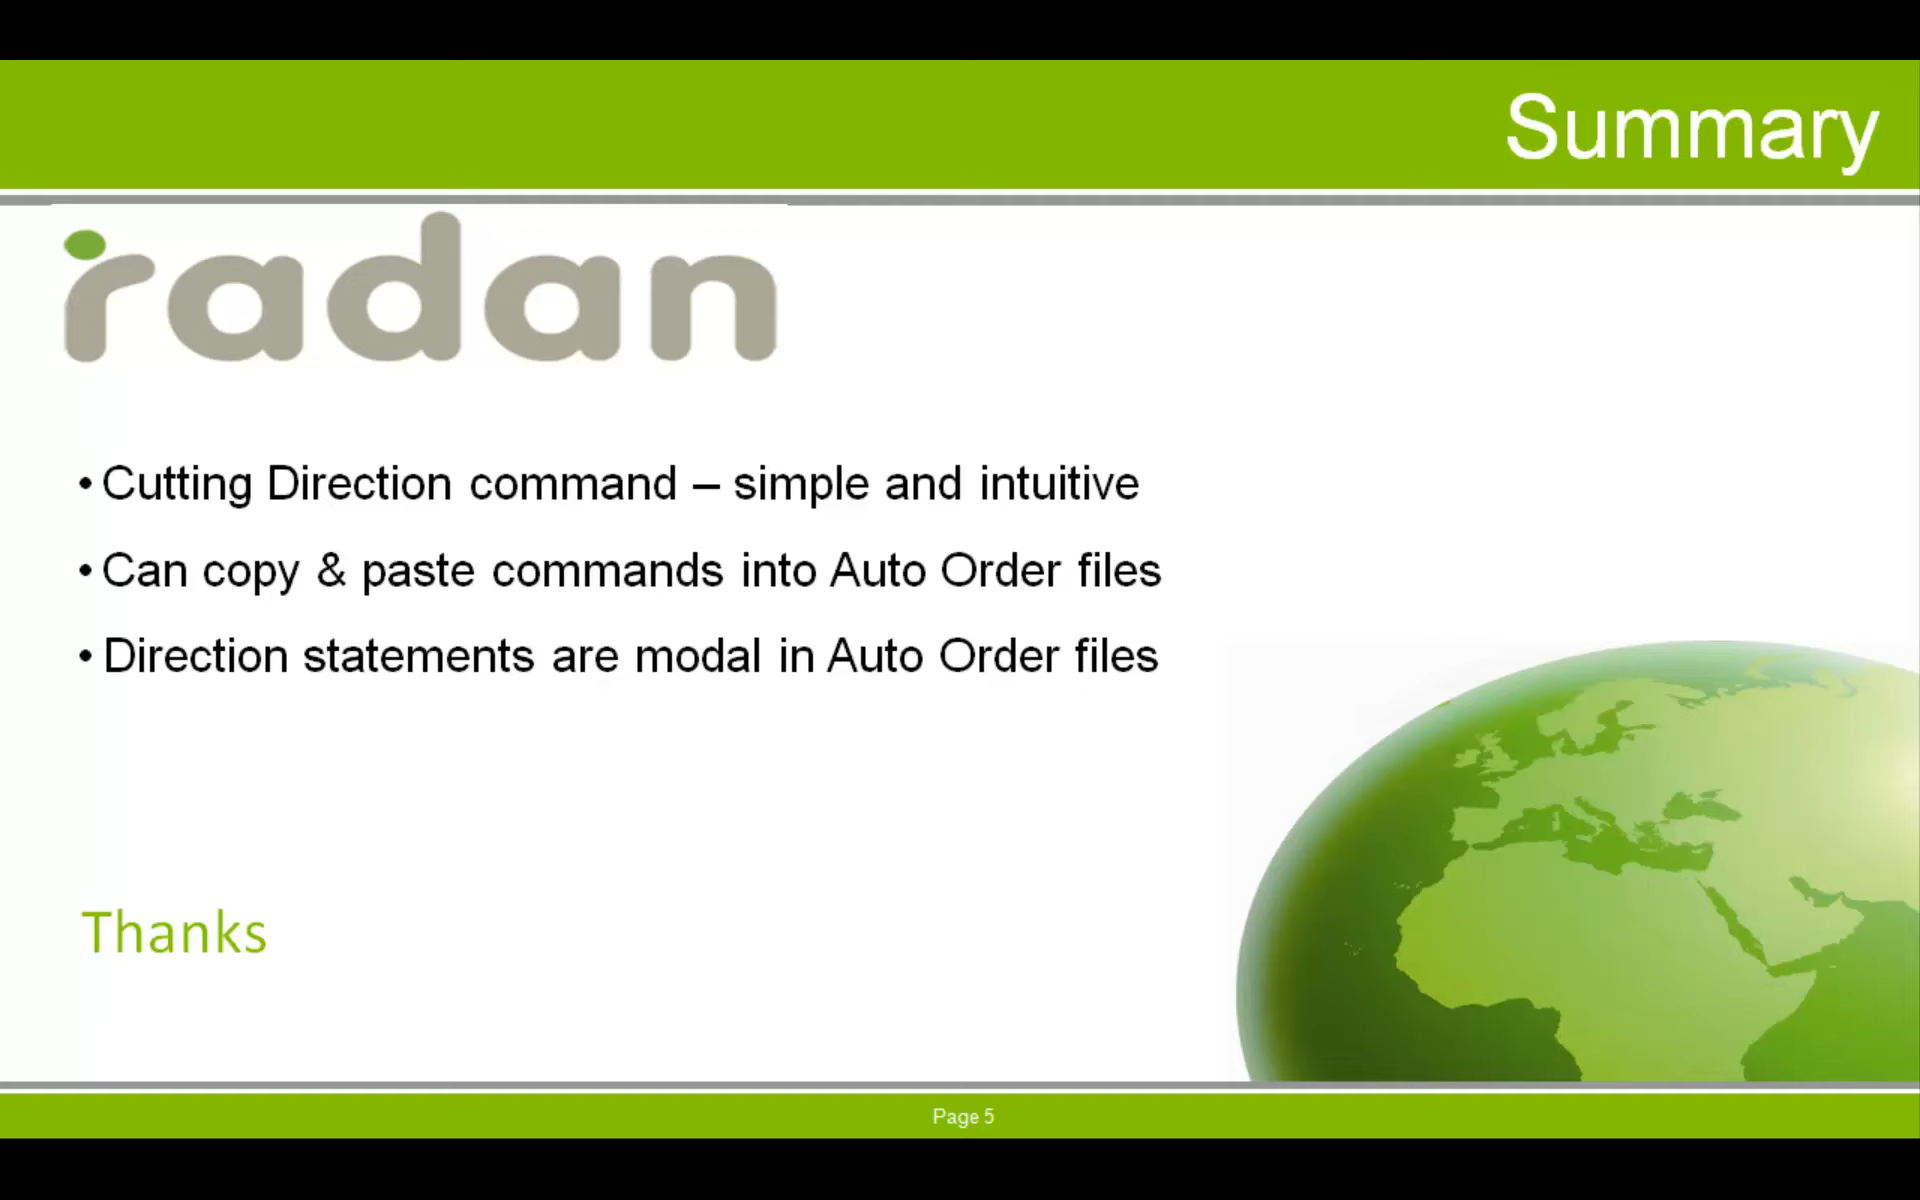 Summary
radan
• Cutting Direction command – simple and intuitive
• Can copy & paste commands into Auto Order files
• Direction statements are modal in Auto Order files
Thanks
Page 5